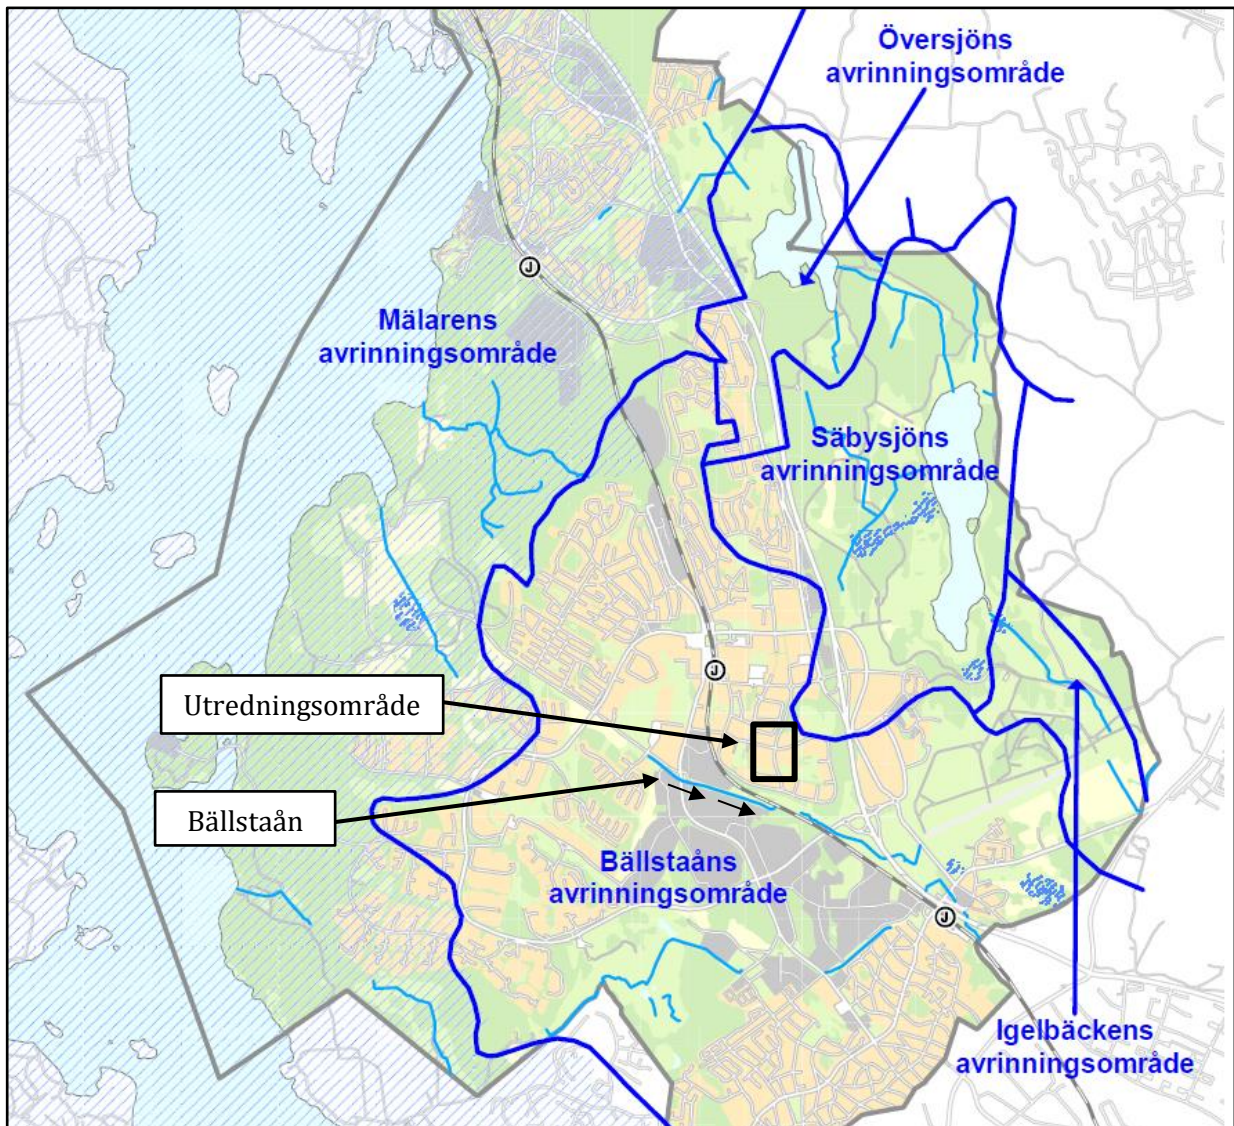 Översjöns
avrinningsområde
J
Mälarens
avrinningsområde
Säbysjöns
avrinningsområde
J
Utredningsområde
Bällstaån
Bällstaåns
avrinningsområde
J
Igelbäckens
avrinningsområde